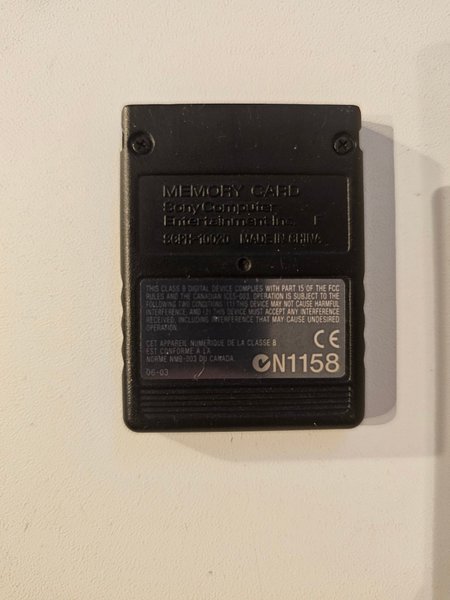 MEMORY CARD
Sony Computer
Entertainment Inc. F
SCPH-10020 MADE IN CHINA
THIS CLASS B DIGITAL DEVICE COMPLIES WITH PART 15 OF THE FCC
RULES AND THE CANADIAN ICES-003. OPERATION IS SUBJECT TO THE
FOLLOWING TWO CONDITIONS: (1) THIS DEVICE MAY NOT CAUSE HARMFUL
INTERFERENCE, AND (2) THIS DEVICE MUST ACCEPT ANY INTERFERENCE
RECEIVED, INCLUDING INTERFERENCE THAT MAY CAUSE UNDESIRED
OPERATION.
CET APPAREIL NUMERIQUE DE LA CLASSE B
EST CONFORME A LA
NORME NMB-003 DU CANADA.
CE
N1158
06-03